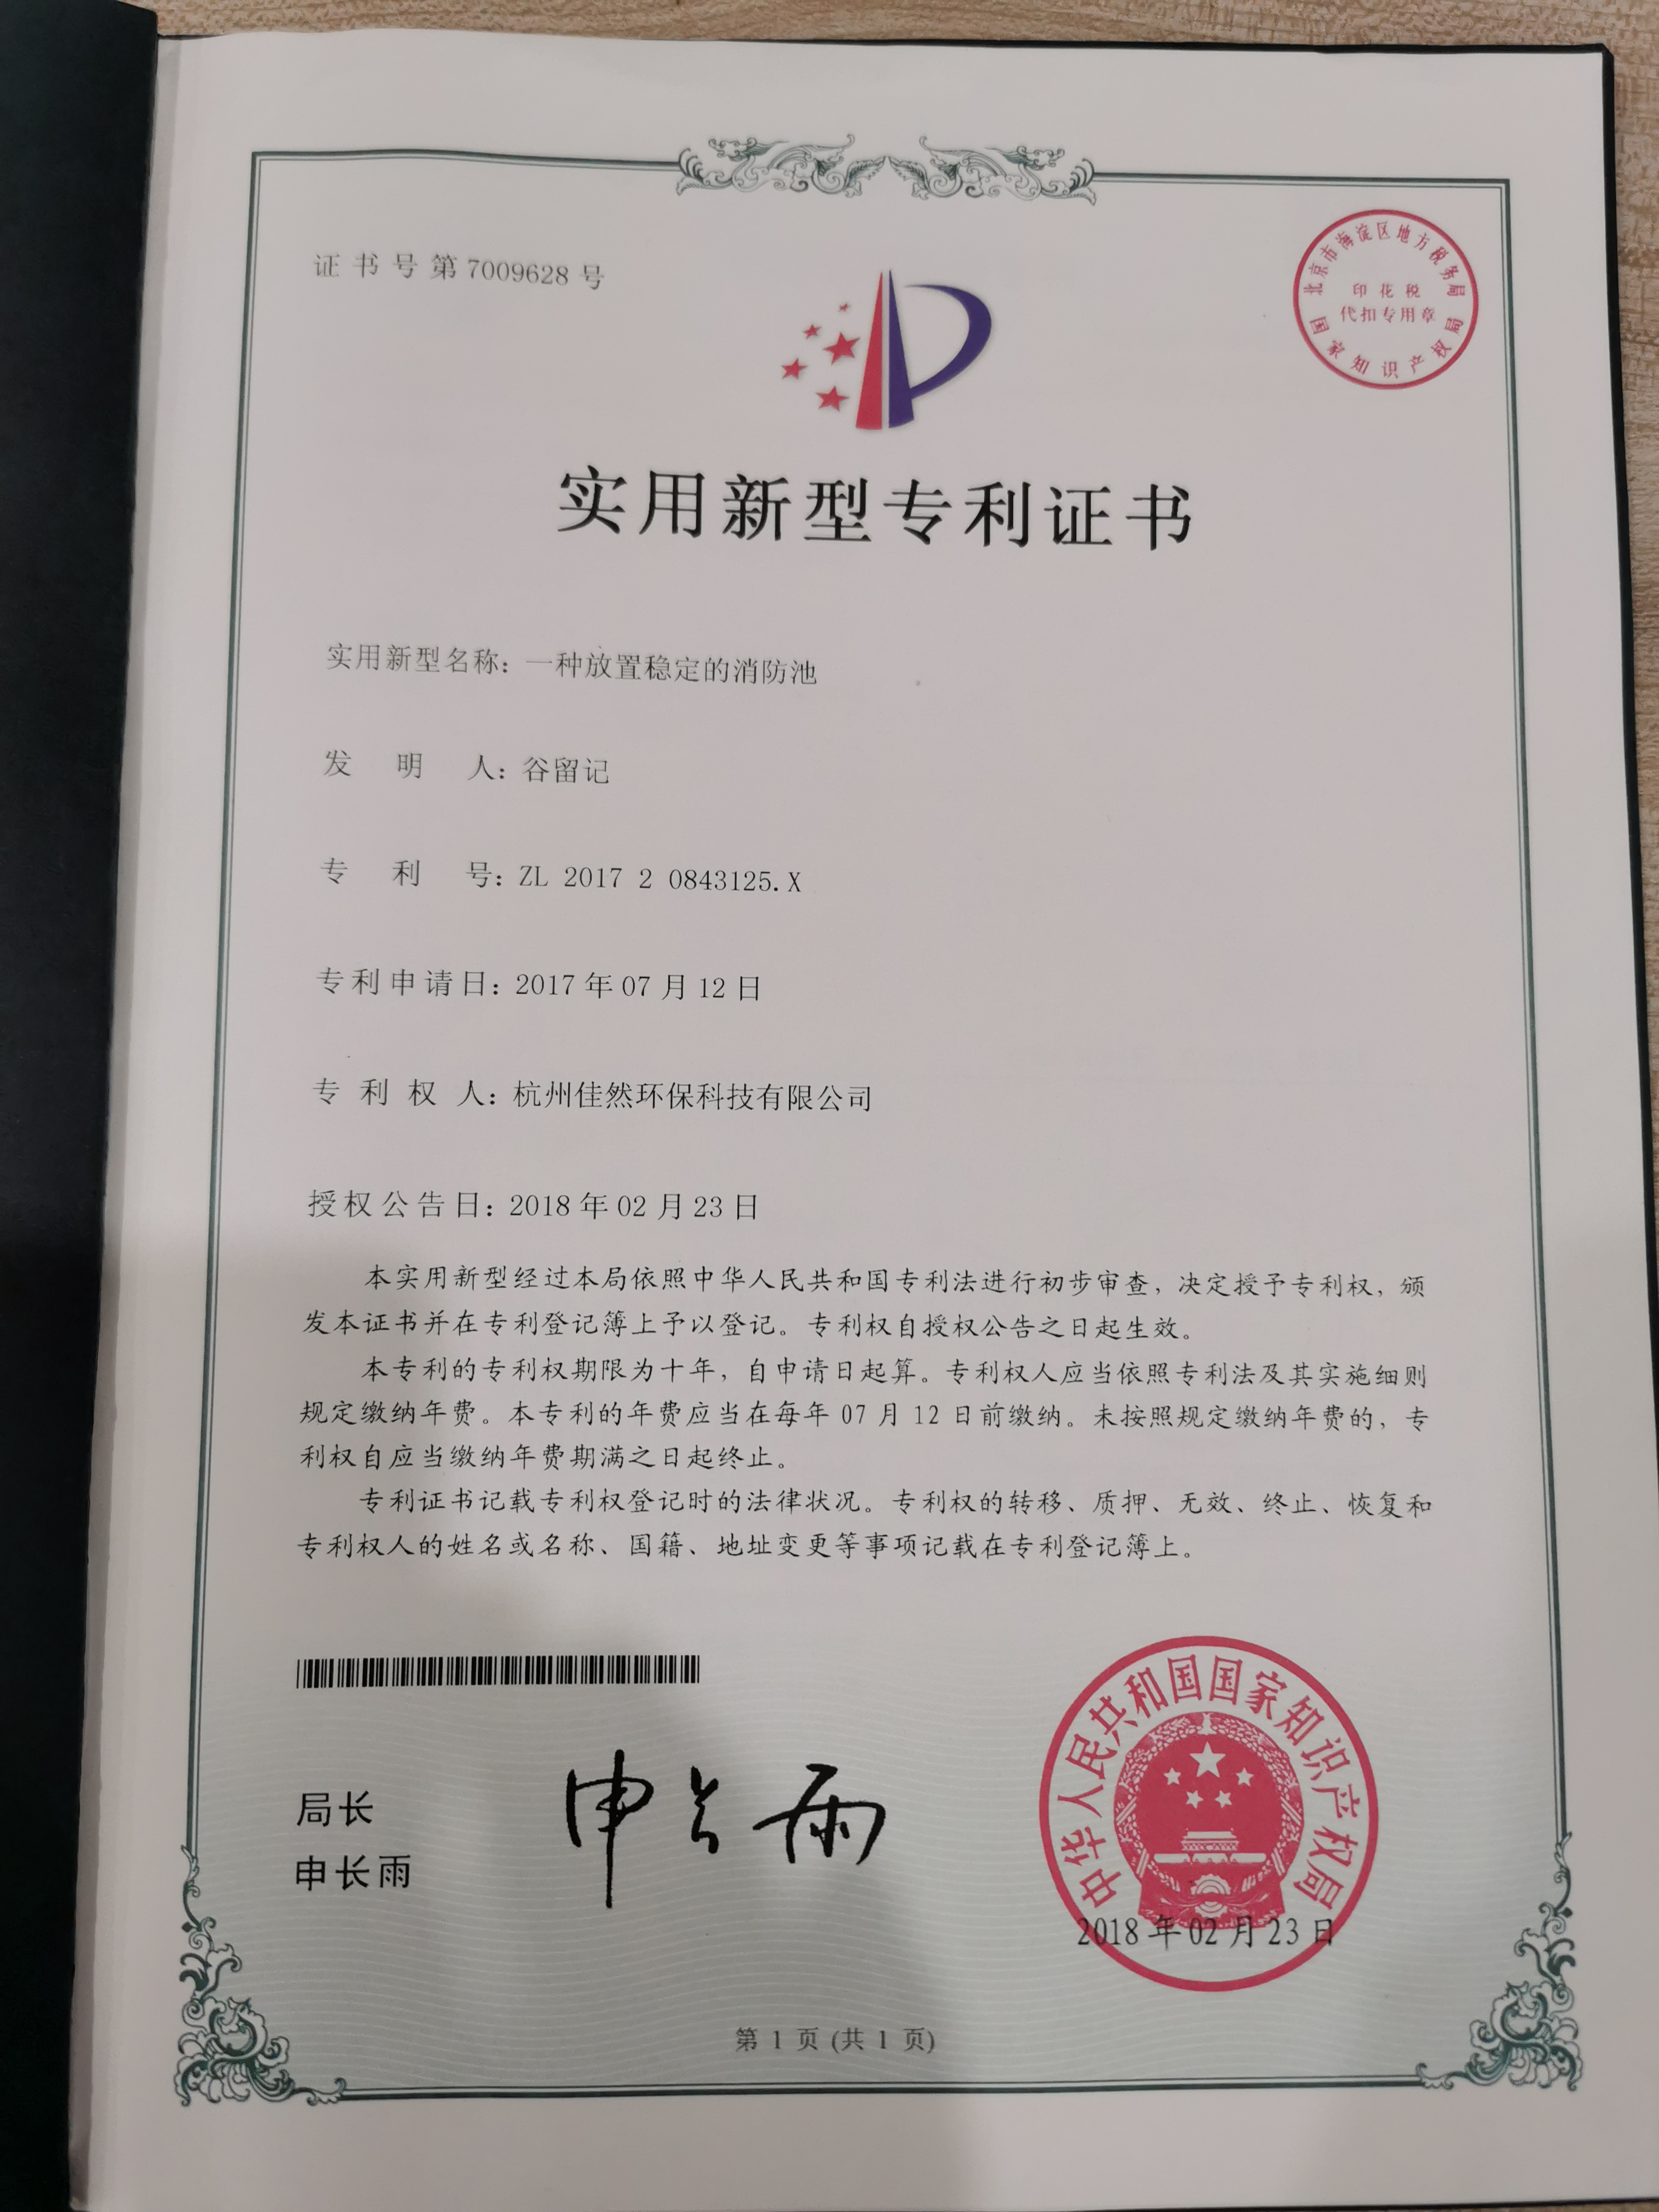 证书号第7009628号
北京市海淀区地方税务局
印花税
代扣专用章
国家知识产权局
实用新型专利证书
实用新型名称：一种放置稳定的消防池
发明人：谷留记
专利号：ZL 2017 2 0843125.X
专利申请日：2017年07月12日
专利权人：杭州佳然环保科技有限公司
授权公告日：2018年02月23日
本实用新型经过本局依照中华人民共和国专利法进行初步审查，决定授予专利权，颁
发本证书并在专利登记簿上予以登记。专利权自授权公告之日起生效。
本专利的专利权期限为十年，自申请日起算。专利权人应当依照专利法及其实施细则
规定缴纳年费。本专利的年费应当在每年07月12日前缴纳。未按照规定缴纳年费的，专
利权自应当缴纳年费期满之日起终止。
专利证书记载专利权登记时的法律状况。专利权的转移、质押、无效、终止、恢复和
专利权人的姓名或名称、国籍、地址变更等事项记载在专利登记簿上。
局长
申长雨
申长雨
中华人民共和国国家知识产权局
2018年02月23日
第1页(共1页)